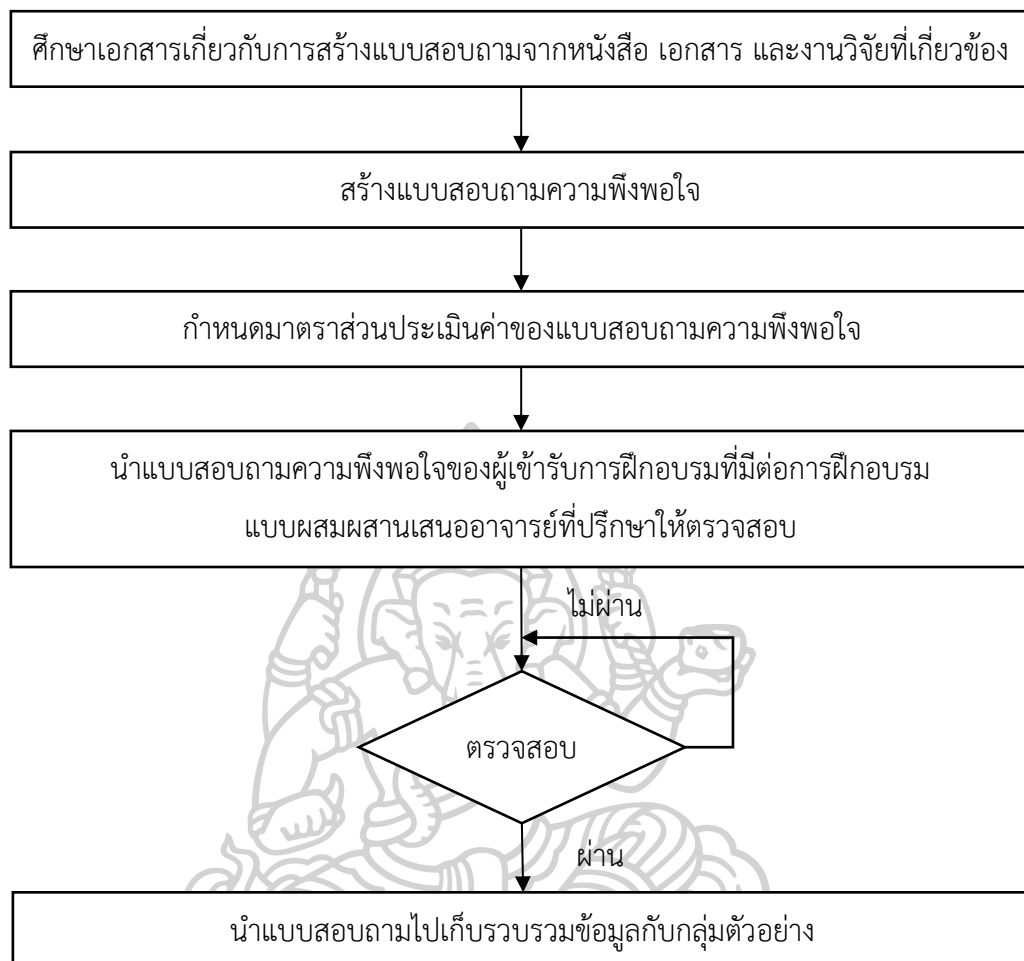 ศึกษาเอกสารเกี่ยวกับการสร้างแบบสอบถามจากหนังสือ เอกสาร และงานวิจัยที่เกี่ยวข้อง
สร้างแบบสอบถามความพึงพอใจ
กำหนดมาตราส่วนประเมินค่าของแบบสอบถามความพึงพอใจ
นำแบบสอบถามความพึงพอใจของผู้เข้ารับการฝึกอบรมที่มีต่อการฝึกอบรม
แบบผสมผสานเสนออาจารย์ที่ปรึกษาให้ตรวจสอบ
ไม่ผ่าน
ตรวจสอบ
ผ่าน
นำแบบสอบถามไปเก็บรวบรวมข้อมูลกับกลุ่มตัวอย่าง